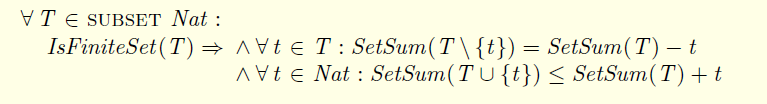 ∀ T ∈ SUBSET Nat :
IsFiniteSet(T) ⇒ ∧ ∀ t ∈ T : SetSum(T \ {t}) = SetSum(T) − t
∧ ∀ t ∈ Nat : SetSum(T ∪ {t}) ≤ SetSum(T) + t